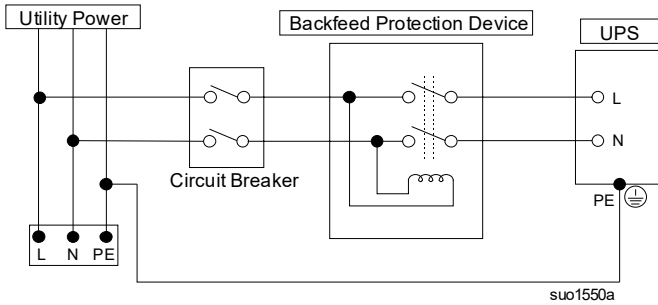 Utility Power
Backfeed Protection Device
UPS
L
N
Circuit Breaker
PE
L N PE
suo1550a